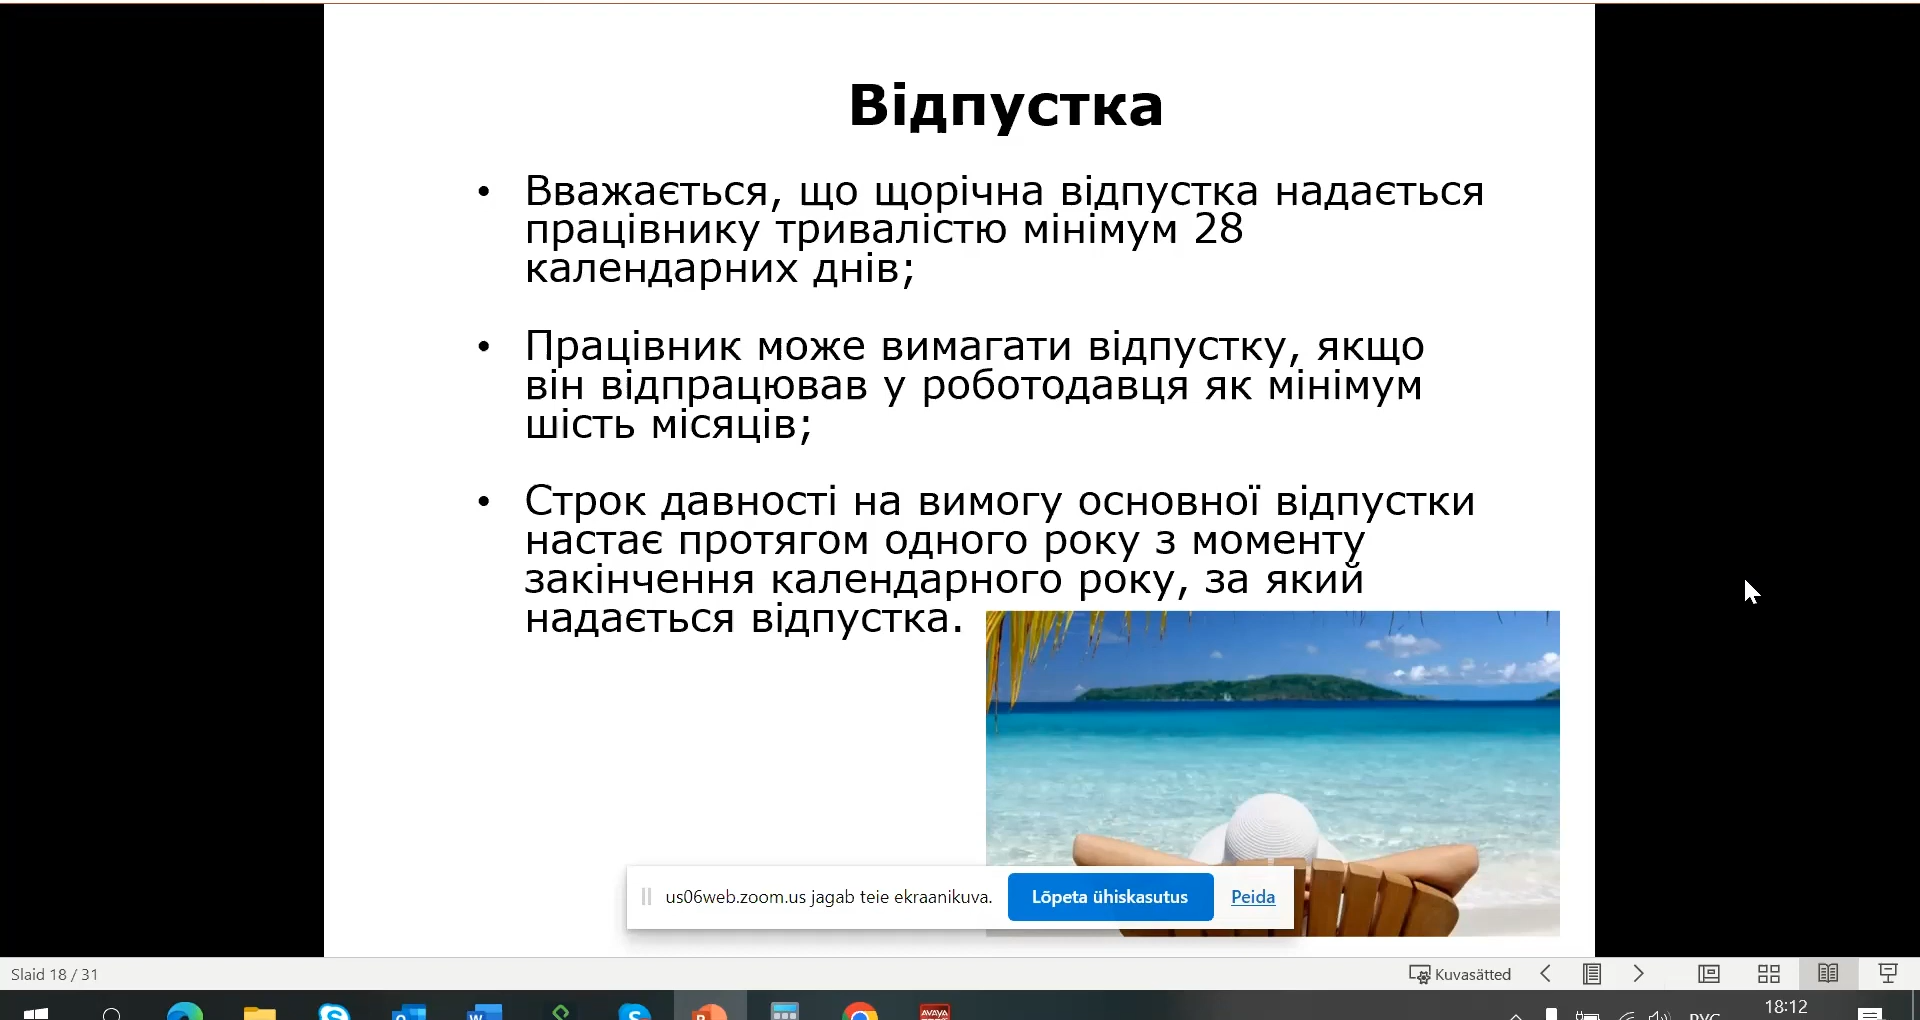 Відпустка
• Вважається, що щорічна відпустка надається
працівнику тривалістю мінімум 28
календарних днів;
• Працівник може вимагати відпустку, якщо
він відпрацював у роботодавця як мінімум
шість місяців;
• Строк давності на вимогу основної відпустки
настає протягом одного року з моменту
закінчення календарного року, за який
надається відпустка.
us06web.zoom.us jagab teie ekraanikuva. Lõpeta ühiskasutus Peida
Slaid 18 / 31 Kuvasätted
AVAYA
18:12